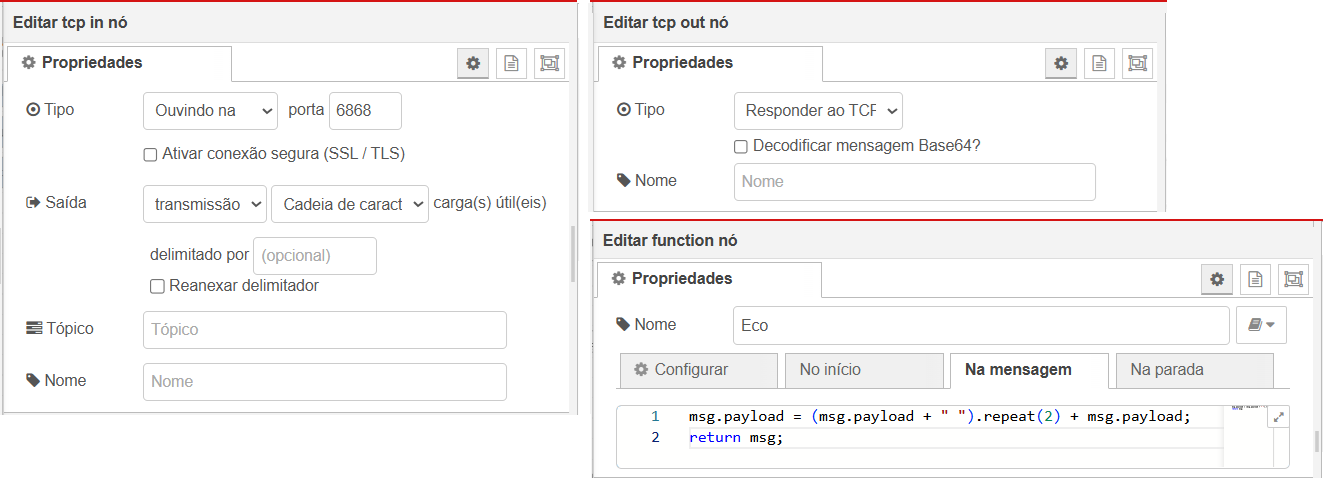 Editar tcp in nó
Propriedades
Tipo Ouvindo na porta 6868
Ativar conexão segura (SSL / TLS)
Saída transmissão Cadeia de caract carga(s) útil(eis)
delimitado por (opcional)
Reanexar delimitador
Tópico Tópico
Nome Nome
Editar tcp out nó
Propriedades
Tipo Responder ao TCP
Decodificar mensagem Base64?
Nome Nome
Editar function nó
Propriedades
Nome Eco
Configurar No início Na mensagem Na parada
1 msg.payload = (msg.payload + " ").repeat(2) + msg.payload;
2 return msg;